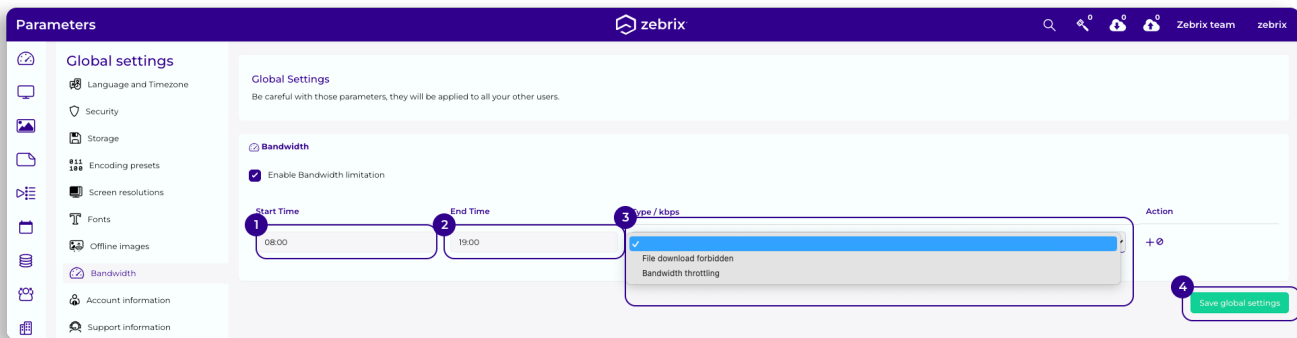 Parameters
zebrix
0
0
0
Zebrix team
zebrix
Global settings
Language and Timezone
Security
Storage
011
100
Encoding presets
Screen resolutions
Fonts
Offline images
Bandwidth
Account information
Support information
Global Settings
Be careful with those parameters, they will be applied to all your other users.
Bandwidth
Enable Bandwidth limitation
Start Time
End Time
Type / kbps
Action
1
2
3
08:00
19:00
File download forbidden
Bandwidth throttling
4
Save global settings